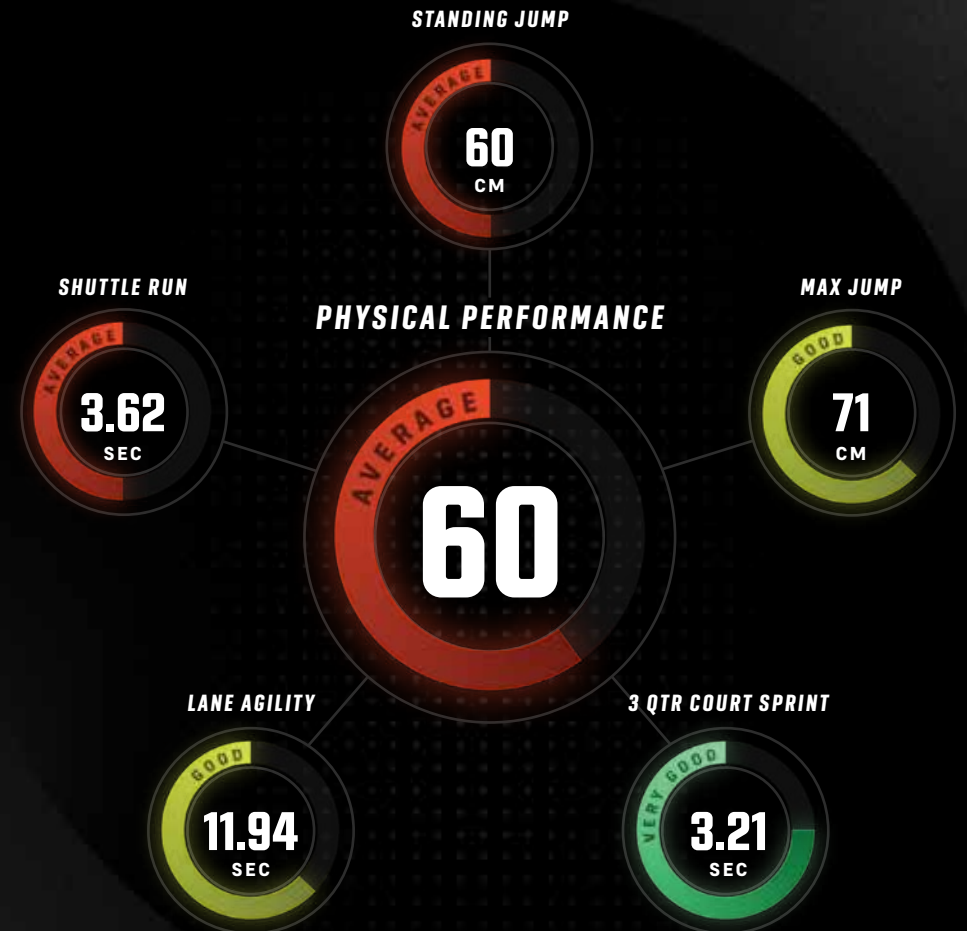 STANDING JUMP
AVERAGE
60
CM
SHUTTLE RUN
AVERAGE
3.62
SEC
PHYSICAL PERFORMANCE
AVERAGE
60
MAX JUMP
GOOD
71
CM
LANE AGILITY
GOOD
11.94
SEC
3 QTR COURT SPRINT
VERY GOOD
3.21
SEC